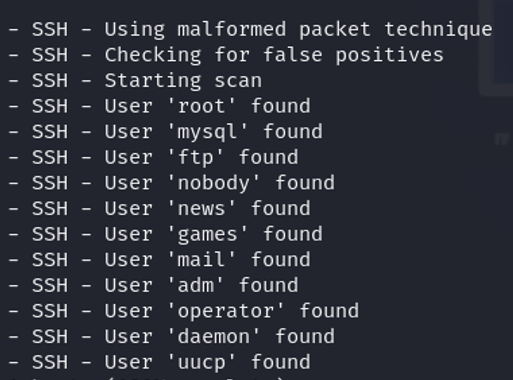 - SSH - Using malformed packet technique
- SSH - Checking for false positives
- SSH - Starting scan
- SSH - User 'root' found
- SSH - User 'mysql' found
- SSH - User 'ftp' found
- SSH - User 'nobody' found
- SSH - User 'news' found
- SSH - User 'games' found
- SSH - User 'mail' found
- SSH - User 'adm' found
- SSH - User 'operator' found
- SSH - User 'daemon' found
- SSH - User 'uucp' found